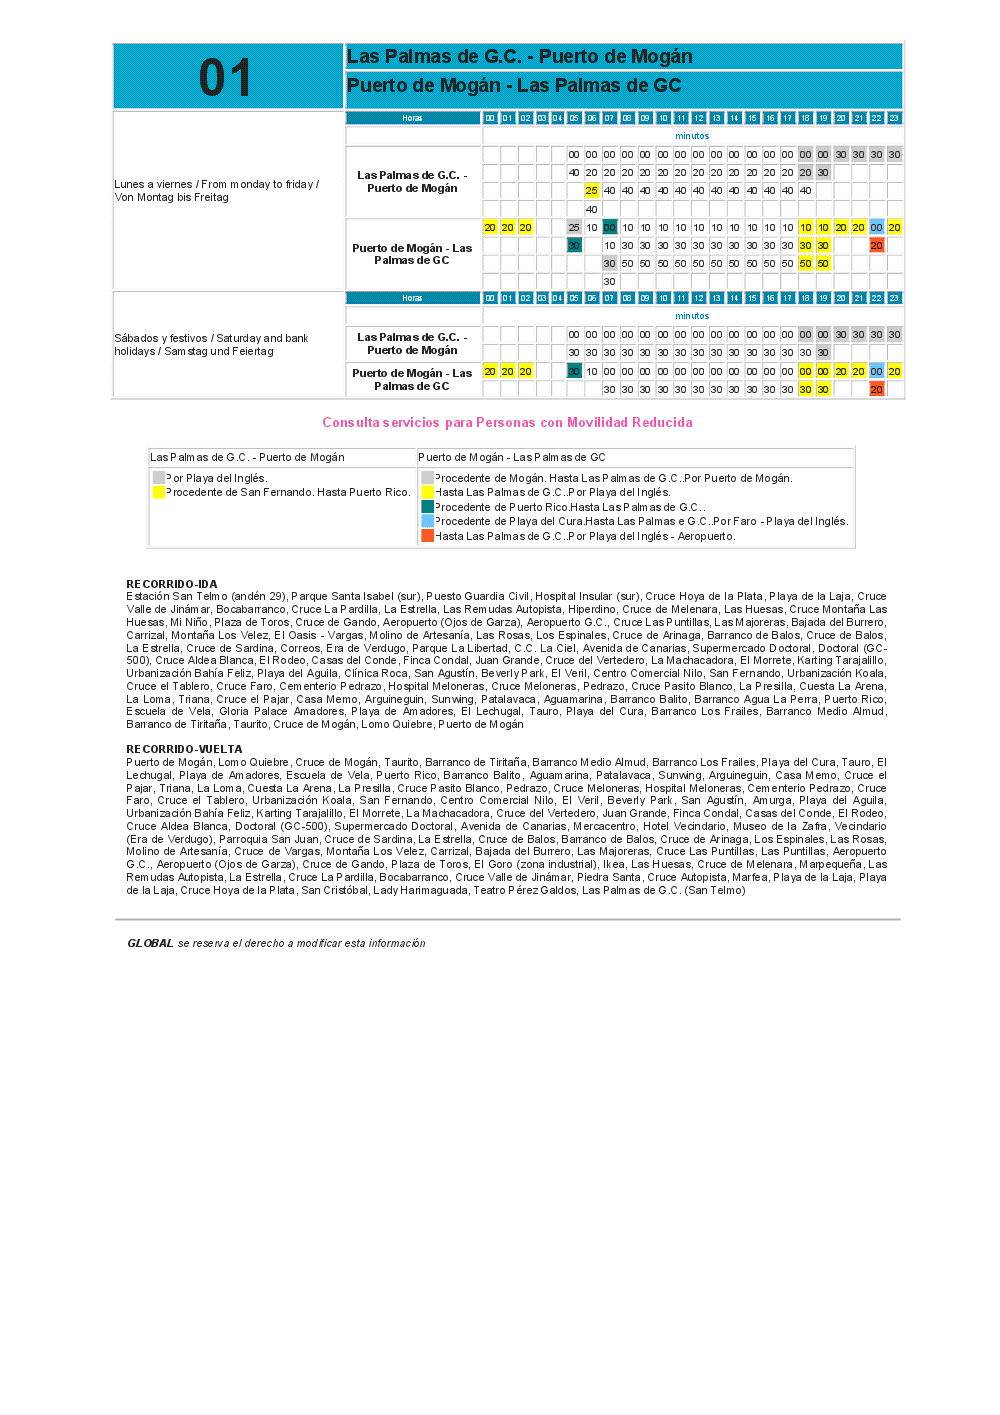 01
Las Palmas de G.C. - Puerto de Mogán
Puerto de Mogán - Las Palmas de GC
Horas 00 01 02 03 04 05 06 07 08 09 10 11 12 13 14 15 16 17 18 19 20 21 22 23
minutos
Lunes a viernes / From monday to friday /
Von Montag bis Freitag
Las Palmas de G.C. -
Puerto de Mogán
00 00 00 00 00 00 00 00 00 00 00 00 00 00 00 30 30 30 30
40 20 20 20 20 20 20 20 20 20 20 20 20 20 30
25 40 40 40 40 40 40 40 40 40 40 40 40
40
Puerto de Mogán - Las
Palmas de GC
20 20 20 25 10 00 10 10 10 10 10 10 10 10 10 10 10 10 20 20 00 20
30 10 30 30 30 30 30 30 30 30 30 30 30 30 20
30 50 50 50 50 50 50 50 50 50 50 50 50
30
Horas 00 01 02 03 04 05 06 07 08 09 10 11 12 13 14 15 16 17 18 19 20 21 22 23
minutos
Sábados y festivos / Saturday and bank
holidays / Samstag und Feiertag
Las Palmas de G.C. -
Puerto de Mogán
00 00 00 00 00 00 00 00 00 00 00 00 00 00 00 30 30 30 30
30 30 30 30 30 30 30 30 30 30 30 30 30 30 30
Puerto de Mogán - Las
Palmas de GC
20 20 20 30 10 00 00 00 00 00 00 00 00 00 00 00 00 00 20 20 00 20
30 30 30 30 30 30 30 30 30 30 30 30 30 20
Consulta servicios para Personas con Movilidad Reducida
Las Palmas de G.C. - Puerto de Mogán
Por Playa del Inglés.
Procedente de San Fernando. Hasta Puerto Rico.
Puerto de Mogán - Las Palmas de GC
Procedente de Mogán. Hasta Las Palmas de G.C..Por Puerto de Mogán.
Hasta Las Palmas de G.C..Por Playa del Inglés.
Procedente de Puerto Rico.Hasta Las Palmas de G.C..
Procedente de Playa del Cura.Hasta Las Palmas e G.C..Por Faro - Playa del Inglés.
Hasta Las Palmas de G.C..Por Playa del Inglés - Aeropuerto.
RECORRIDO-IDA
Estación San Telmo (andén 29), Parque Santa Isabel (sur), Puesto Guardia Civil, Hospital Insular (sur), Cruce Hoya de la Plata, Playa de la Laja, Cruce
Valle de Jinámar, Bocabarranco, Cruce La Pardilla, La Estrella, Las Remudas Autopista, Hiperdino, Cruce de Melenara, Las Huesas, Cruce Montaña Las
Huesas, Mi Niño, Plaza de Toros, Cruce de Gando, Aeropuerto (Ojos de Garza), Aeropuerto G.C., Cruce Las Puntillas, Las Majoreras, Bajada del Burrero,
Carrizal, Montaña Los Velez, El Oasis - Vargas, Molino de Artesanía, Las Rosas, Los Espinales, Cruce de Arinaga, Barranco de Balos, Cruce de Balos,
La Estrella, Cruce de Sardina, Correos, Era de Verdugo, Parque La Libertad, C.C. La Ciel, Avenida de Canarias, Supermercado Doctoral, Doctoral (GC-
500), Cruce Aldea Blanca, El Rodeo, Casas del Conde, Finca Condal, Juan Grande, Cruce del Vertedero, La Machacadora, El Morrete, Karting Tarajalillo,
Urbanización Bahía Feliz, Playa del Aguila, Clínica Roca, San Agustín, Beverly Park, El Veril, Centro Comercial Nilo, San Fernando, Urbanización Koala,
Cruce el Tablero, Cruce Faro, Cementerio Pedrazo, Hospital Meloneras, Cruce Meloneras, Pedrazo, Cruce Pasito Blanco, La Presilla, Cuesta La Arena,
La Loma, Triana, Cruce el Pajar, Casa Memo, Arguineguin, Sunwing, Patalavaca, Aguamarina, Barranco Balito, Barranco Agua La Perra, Puerto Rico,
Escuela de Vela, Gloria Palace Amadores, Playa de Amadores, El Lechugal, Tauro, Playa del Cura, Barranco Los Frailes, Barranco Medio Almud,
Barranco de Tiritaña, Taurito, Cruce de Mogán, Lomo Quiebre, Puerto de Mogán
RECORRIDO-VUELTA
Puerto de Mogán, Lomo Quiebre, Cruce de Mogán, Taurito, Barranco de Tiritaña, Barranco Medio Almud, Barranco Los Frailes, Playa del Cura, Tauro, El
Lechugal, Playa de Amadores, Escuela de Vela, Puerto Rico, Barranco Balito, Aguamarina, Patalavaca, Sunwing, Arguineguin, Casa Memo, Cruce el
Pajar, Triana, La Loma, Cuesta La Arena, La Presilla, Cruce Pasito Blanco, Pedrazo, Cruce Meloneras, Hospital Meloneras, Cementerio Pedrazo, Cruce
Faro, Cruce el Tablero, Urbanización Koala, San Fernando, Centro Comercial Nilo, El Veril, Beverly Park, San Agustín, Amurga, Playa del Aguila,
Urbanización Bahía Feliz, Karting Tarajalillo, El Morrete, La Machacadora, Cruce del Vertedero, Juan Grande, Finca Condal, Casas del Conde, El Rodeo,
Cruce Aldea Blanca, Doctoral (GC-500), Supermercado Doctoral, Avenida de Canarias, Mercacentro, Hotel Vecindario, Museo de la Zafra, Vecindario
(Era de Verdugo), Parroquia San Juan, Cruce de Sardina, La Estrella, Cruce de Balos, Barranco de Balos, Cruce de Arinaga, Los Espinales, Las Rosas,
Molino de Artesanía, Cruce de Vargas, Montaña Los Velez, Carrizal, Bajada del Burrero, Las Majoreras, Cruce Las Puntillas, Las Puntillas, Aeropuerto
G.C., Aeropuerto (Ojos de Garza), Cruce de Gando, Plaza de Toros, El Goro (zona industrial), Ikea, Las Huesas, Cruce de Melenara, Marpequeña, Las
Remudas Autopista, La Estrella, Cruce La Pardilla, Bocabarranco, Cruce Valle de Jinámar, Piedra Santa, Cruce Autopista, Marfea, Playa de la Laja, Playa
de la Laja, Cruce Hoya de la Plata, San Cristóbal, Lady Harimaguada, Teatro Pérez Galdos, Las Palmas de G.C. (San Telmo)
GLOBAL se reserva el derecho a modificar esta información